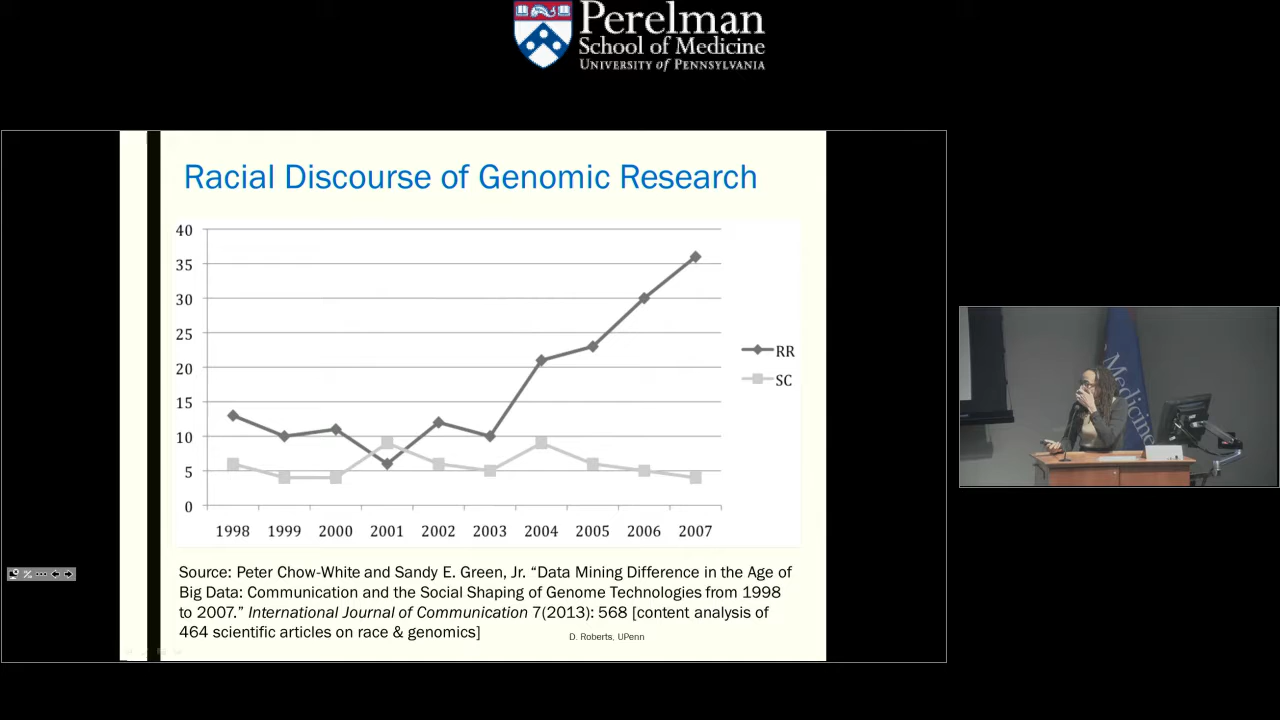 Perelman
School of Medicine
UNIVERSITY of PENNSYLVANIA
Racial Discourse of Genomic Research
40
35
30
25
20
15
10
5
0
1998 1999 2000 2001 2002 2003 2004 2005 2006 2007
RR
SC
Source: Peter Chow-White and Sandy E. Green, Jr. “Data Mining Difference in the Age of
Big Data: Communication and the Social Shaping of Genome Technologies from 1998
to 2007.” International Journal of Communication 7(2013): 568 [content analysis of
464 scientific articles on race & genomics]
D. Roberts, UPenn
Medicine